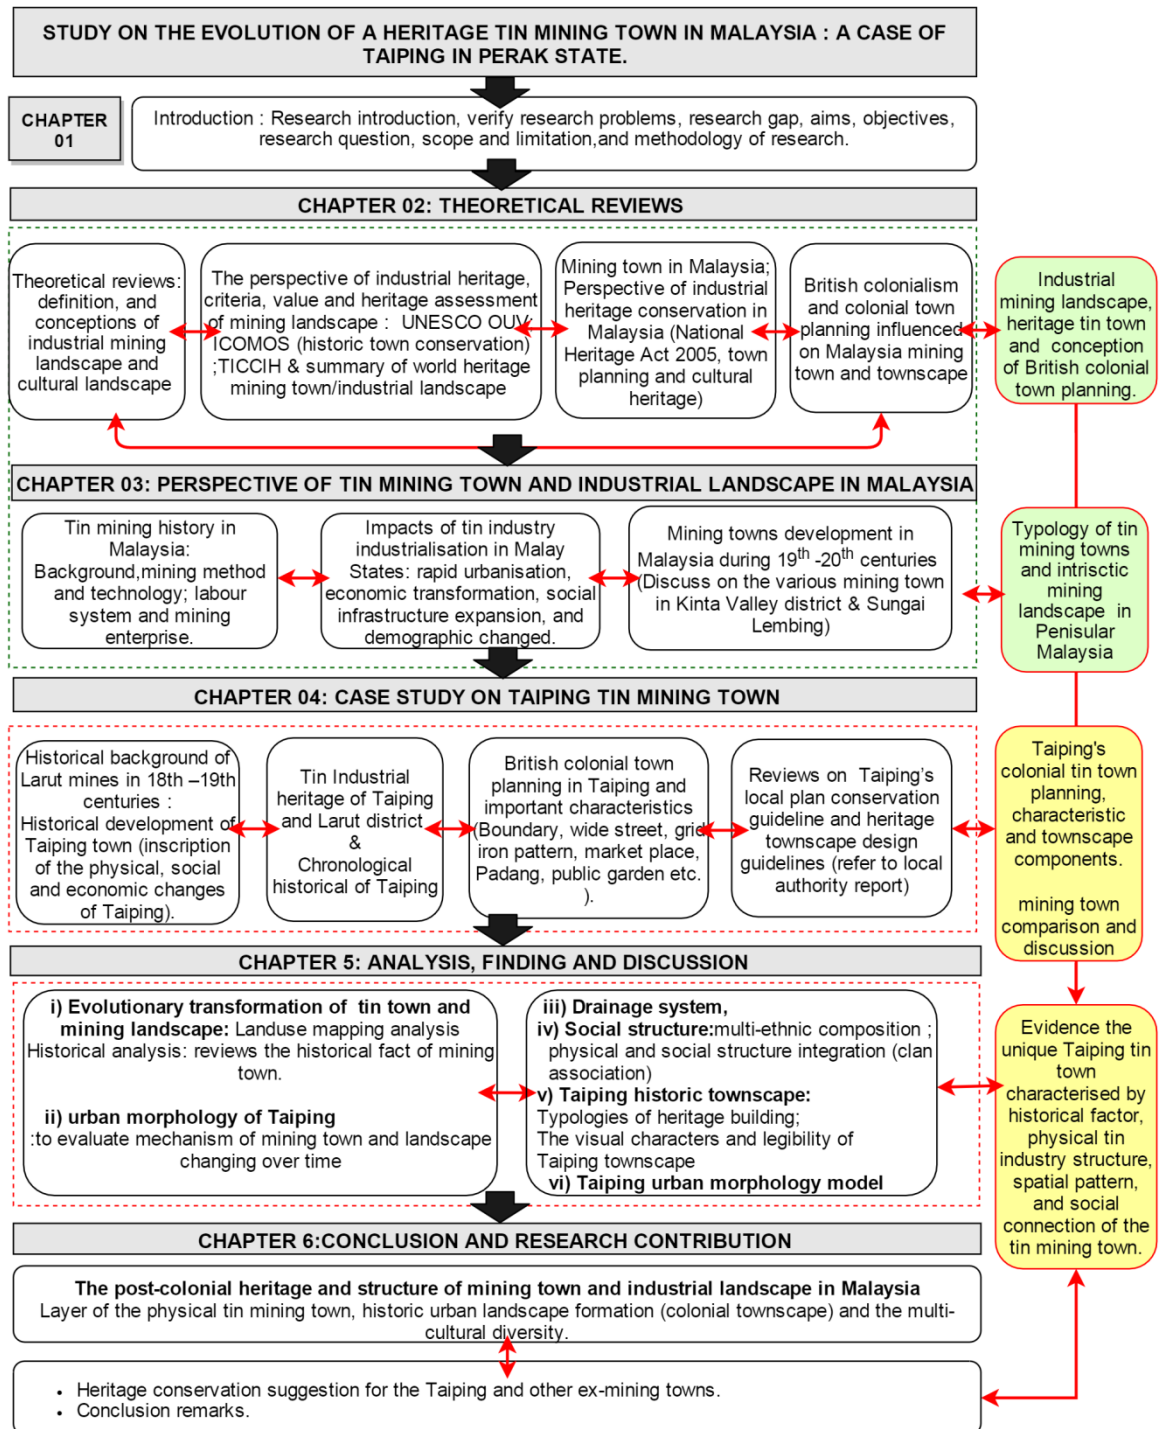 STUDY ON THE EVOLUTION OF A HERITAGE TIN MINING TOWN IN MALAYSIA : A CASE OF
TAIPING IN PERAK STATE.
CHAPTER
01
Introduction : Research introduction, verify research problems, research gap, aims, objectives,
research question, scope and limitation,and methodology of research.
CHAPTER 02: THEORETICAL REVIEWS
Theoretical reviews:
definition, and
conceptions of
industrial mining
landscape and
cultural landscape
The perspective of industrial heritage,
criteria, value and heritage assessment
of mining landscape : UNESCO OUV;
ICOMOS (historic town conservation)
;TICCIH & summary of world heritage
mining town/industrial landscape
Mining town in Malaysia;
Perspective of industrial
heritage conservation in
Malaysia (National
Heritage Act 2005, town
planning and cultural
heritage)
British colonialism
and colonial town
planning influenced
on Malaysia mining
town and townscape
Industrial
mining landscape,
heritage tin town
and conception
of British colonial
town planning.
CHAPTER 03: PERSPECTIVE OF TIN MINING TOWN AND INDUSTRIAL LANDSCAPE IN MALAYSIA
Tin mining history in
Malaysia:
Background,mining method
and technology; labour
system and mining
enterprise.
Impacts of tin industry
industrialisation in Malay
States: rapid urbanisation,
economic transformation, social
infrastructure expansion, and
demographic changed.
Mining towns development in
Malaysia during 19th -20th centuries
(Discuss on the various mining town
in Kinta Valley district & Sungai
Lembing)
Typology of tin
mining towns
and intrisctic
mining
landscape in
Penisular
Malaysia
CHAPTER 04: CASE STUDY ON TAIPING TIN MINING TOWN
Historical background of
Larut mines in 18th –19th
centuries :
Historical development of
Taiping town (inscription
of the physical, social
and economic changes
of Taiping).
Tin Industrial
heritage of Taiping
and Larut district
&
Chronological
historical of Taiping
British colonial town
planning in Taiping and
important characteristics
(Boundary, wide street, grid
iron pattern, market place,
Padang, public garden etc.
).
Reviews on Taiping’s
local plan conservation
guideline and heritage
townscape design
guidelines (refer to local
authority report)
Taiping's
colonial tin town
planning,
characteristic
and townscape
components.
mining town
comparison and
discussion
CHAPTER 5: ANALYSIS, FINDING AND DISCUSSION
i) Evolutionary transformation of tin town and
mining landscape: Landuse mapping analysis
Historical analysis: reviews the historical fact of mining
town.
ii) urban morphology of Taiping
:to evaluate mechanism of mining town and landscape
changing over time
iii) Drainage system,
iv) Social structure:multi-ethnic composition ;
physical and social structure integration (clan
association)
v) Taiping historic townscape:
Typologies of heritage building;
The visual characters and legibility of
Taiping townscape
vi) Taiping urban morphology model
Evidence the
unique Taiping tin
town
characterised by
historical factor,
physical tin
industry structure,
spatial pattern,
and social
connection of the
tin mining town.
CHAPTER 6:CONCLUSION AND RESEARCH CONTRIBUTION
The post-colonial heritage and structure of mining town and industrial landscape in Malaysia
Layer of the physical tin mining town, historic urban landscape formation (colonial townscape) and the multi-
cultural diversity.
• Heritage conservation suggestion for the Taiping and other ex-mining towns.
• Conclusion remarks.